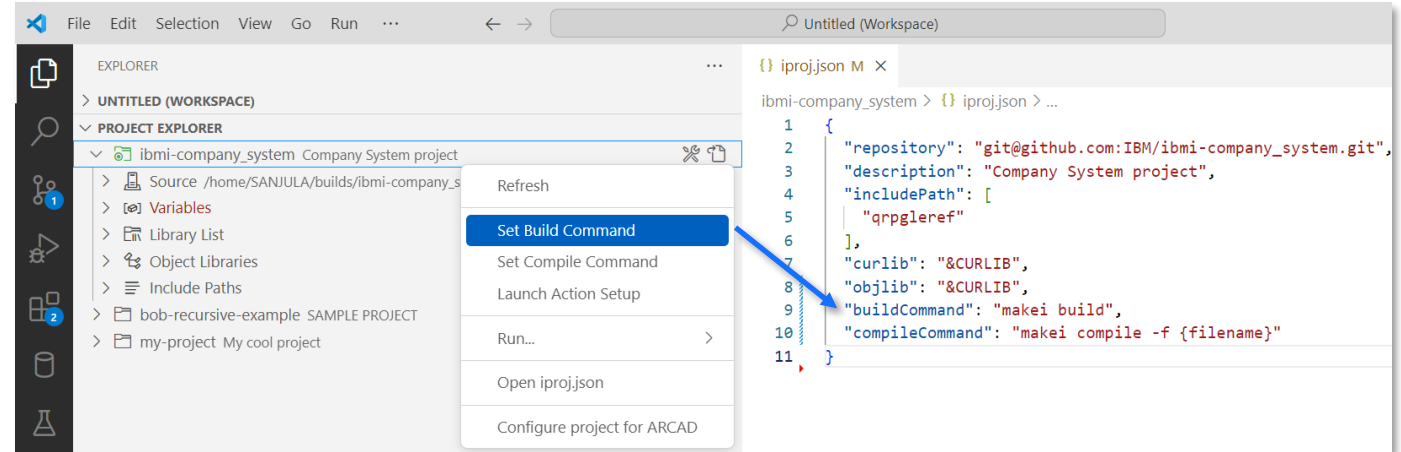 File Edit Selection View Go Run ···
Untitled (Workspace)
EXPLORER ···
UNTITLED (WORKSPACE)
PROJECT EXPLORER
ibmi-company_system Company System project
Source /home/SANJULA/builds/ibmi-company_s
Variables
Library List
Object Libraries
Include Paths
bob-recursive-example SAMPLE PROJECT
my-project My cool project
1
2
Refresh
Set Build Command
Set Compile Command
Launch Action Setup
Run...
Open iproj.json
Configure project for ARCAD
{} iproj.json M ×
ibmi-company_system > {} iproj.json > ...
1 {
2 "repository": "git@github.com:IBM/ibmi-company_system.git",
3 "description": "Company System project",
4 "includePath": [
5 "qrpgleref"
6 ],
7 "curlib": "&CURLIB",
8 "objlib": "&CURLIB",
9 "buildCommand": "makei build",
10 "compileCommand": "makei compile -f {filename}"
11 }